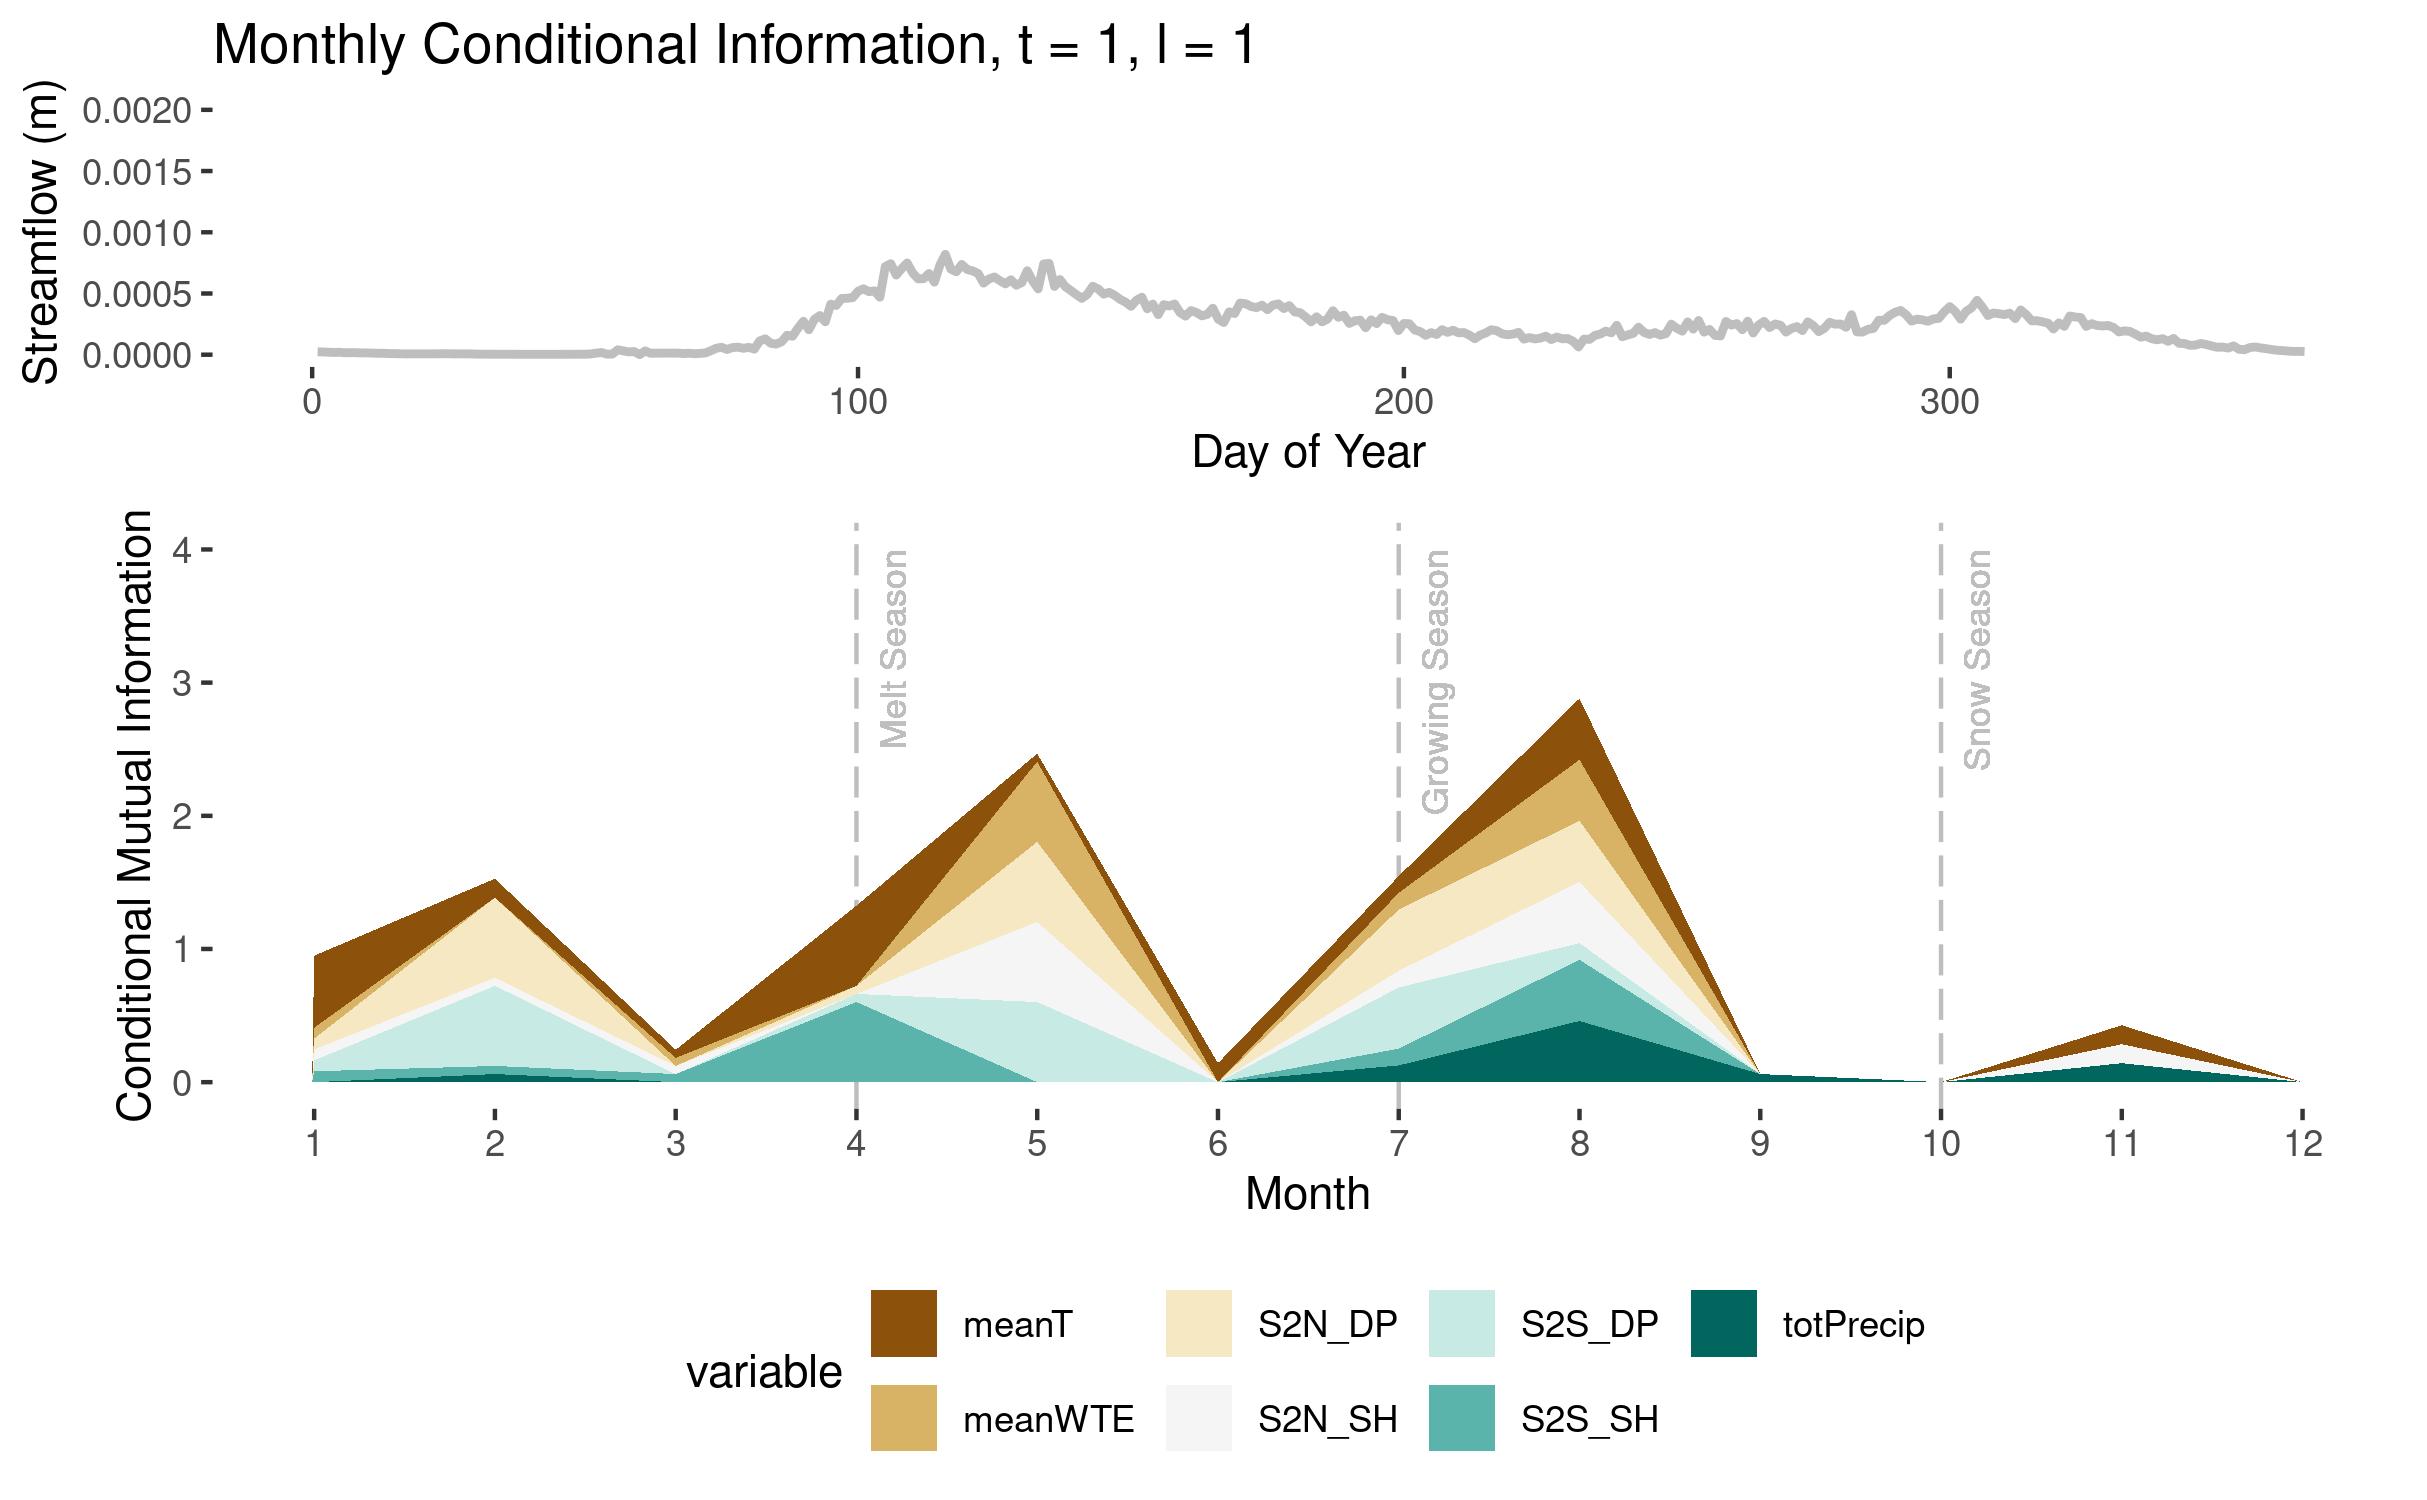 Monthly Conditional Information, t = 1, l = 1
Streamflow (m)
0.0020
0.0015
0.0010
0.0005
0.0000
0 100 200 300
Day of Year
Conditional Mutual Information
4
3
2
1
0
Melt Season
Growing Season
Snow Season
1 2 3 4 5 6 7 8 9 10 11 12
Month
variable
meanT S2N_DP S2S_DP totPrecip
meanWTE S2N_SH S2S_SH